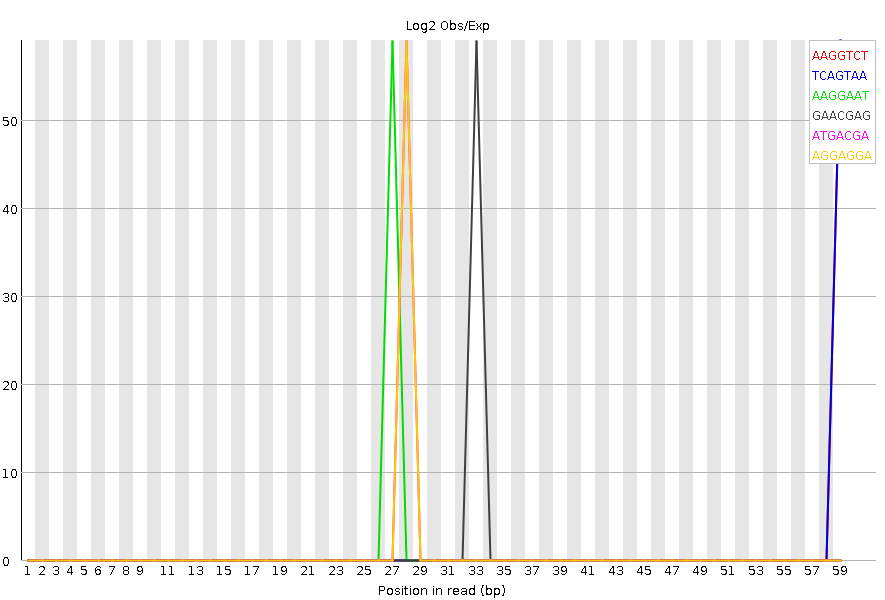 Log2 Obs/Exp
AAGGTCT
TCAGTAA
AAGGAAT
GAACGAG
ATGACGA
AGGAGGA
50
40
30
20
10
0
1 2 3 4 5 6 7 8 9 11 13 15 17 19 21 23 25 27 29 31 33 35 37 39 41 43 45 47 49 51 53 55 57 59
Position in read (bp)